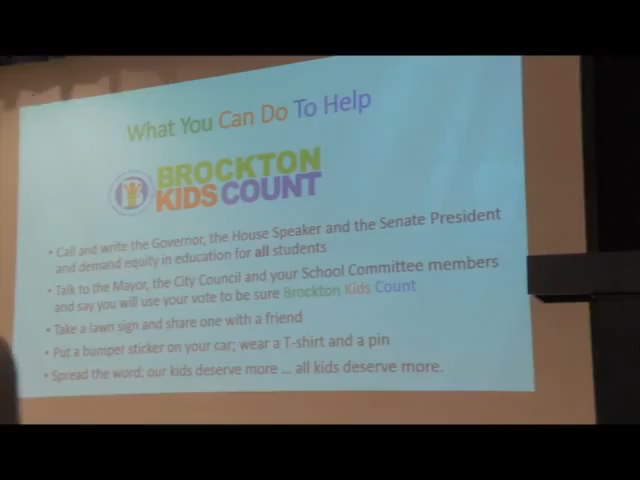 What You Can Do To Help
BROCKTON
KIDS COUNT
• Call and write the Governor, the House Speaker and the Senate President
and demand equity in education for all students
• Talk to the Mayor, the City Council and your School Committee members
and say you will use your vote to be sure Brockton Kids Count
• Take a lawn sign and share one with a friend
• Put a bumper sticker on your car; wear a T-shirt and a pin
• Spread the word: our kids deserve more ... all kids deserve more.